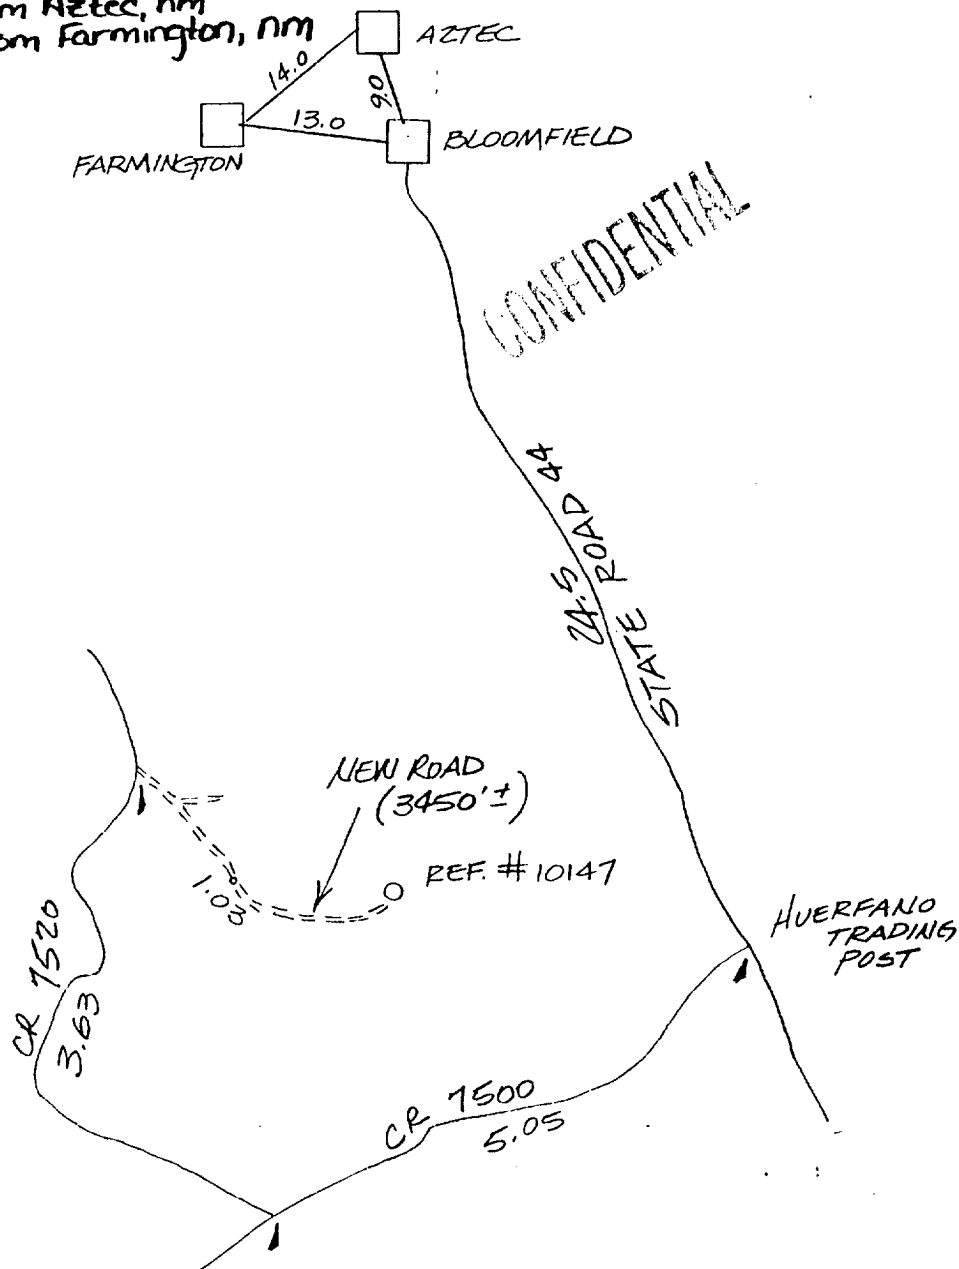 Aztec, nm
Farmington, nm
AZTEC
14.0
9.0
13.0
FARMINGTON
BLOOMFIELD
CONFIDENTIAL
24.5
STATE ROAD 44
NEW ROAD
(3450'±)
REF. # 10147
1.03
HUERFANO
TRADING
POST
CR 7520
3.63
CR 7500
5.05